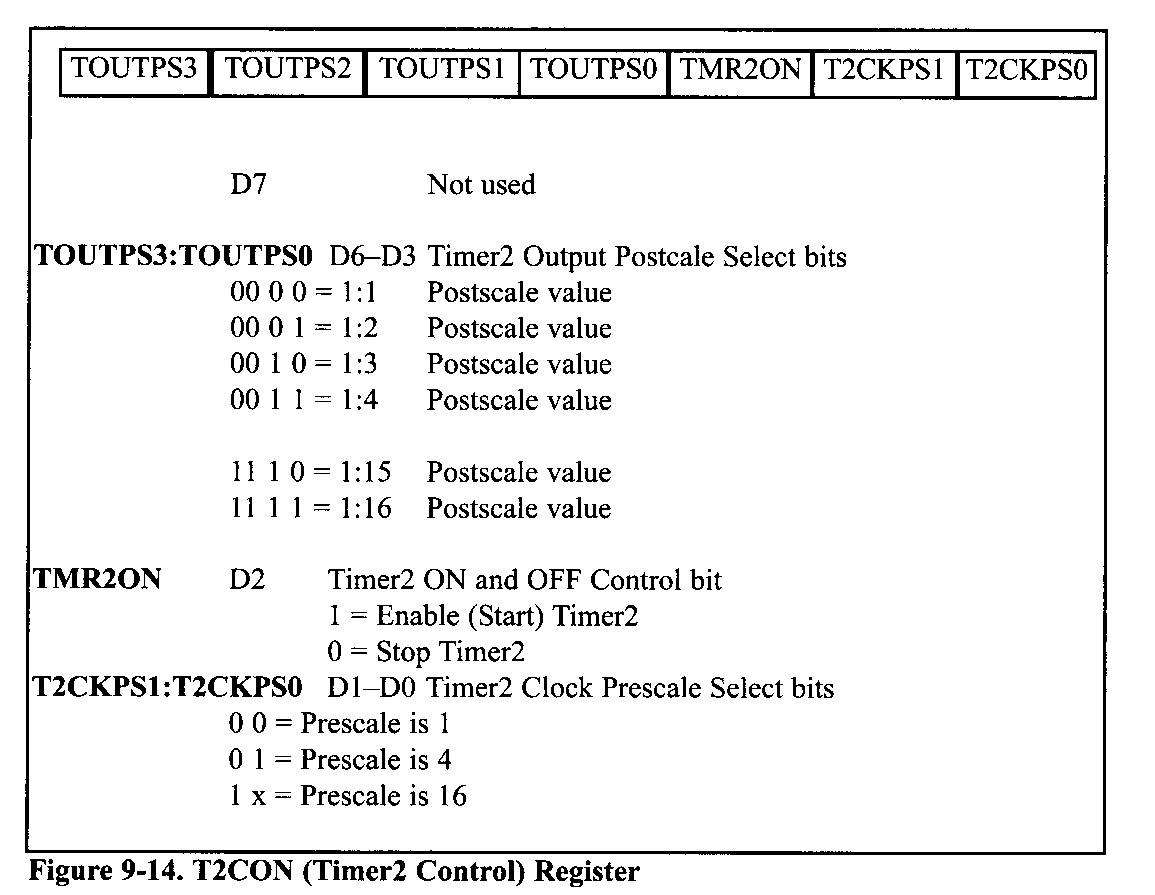 TOUTPS3 TOUTPS2 TOUTPS1 TOUTPS0 TMR2ON T2CKPS1 T2CKPS0
D7 Not used
TOUTPS3:TOUTPS0 D6–D3 Timer2 Output Postcale Select bits
00 0 0 = 1:1 Postscale value
00 0 1 = 1:2 Postscale value
00 1 0 = 1:3 Postscale value
00 1 1 = 1:4 Postscale value
11 1 0 = 1:15 Postscale value
11 1 1 = 1:16 Postscale value
TMR2ON D2 Timer2 ON and OFF Control bit
1 = Enable (Start) Timer2
0 = Stop Timer2
T2CKPS1:T2CKPS0 D1–D0 Timer2 Clock Prescale Select bits
0 0 = Prescale is 1
0 1 = Prescale is 4
1 x = Prescale is 16
Figure 9-14. T2CON (Timer2 Control) Register